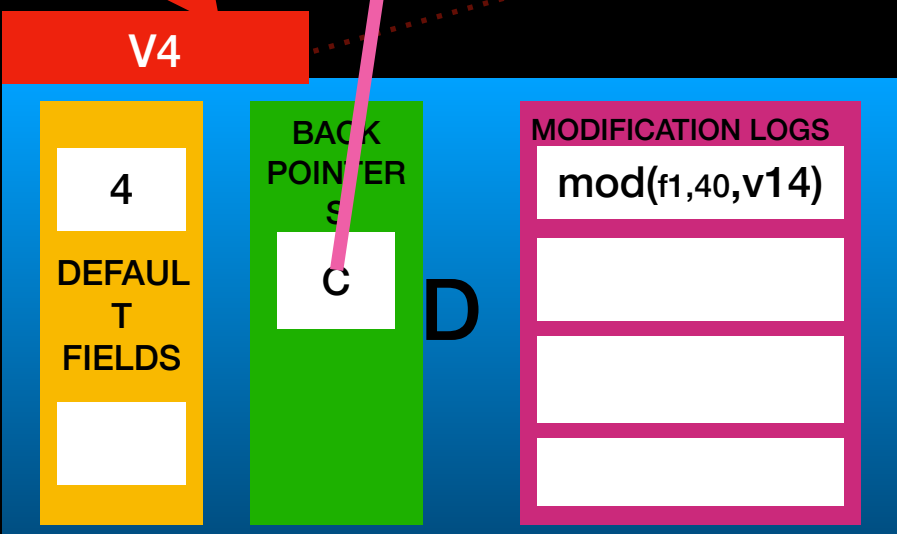 V4
4
DEFAUL
T
FIELDS
BACK
POINTER
S
C
D
MODIFICATION LOGS
mod(f1,40,v14)